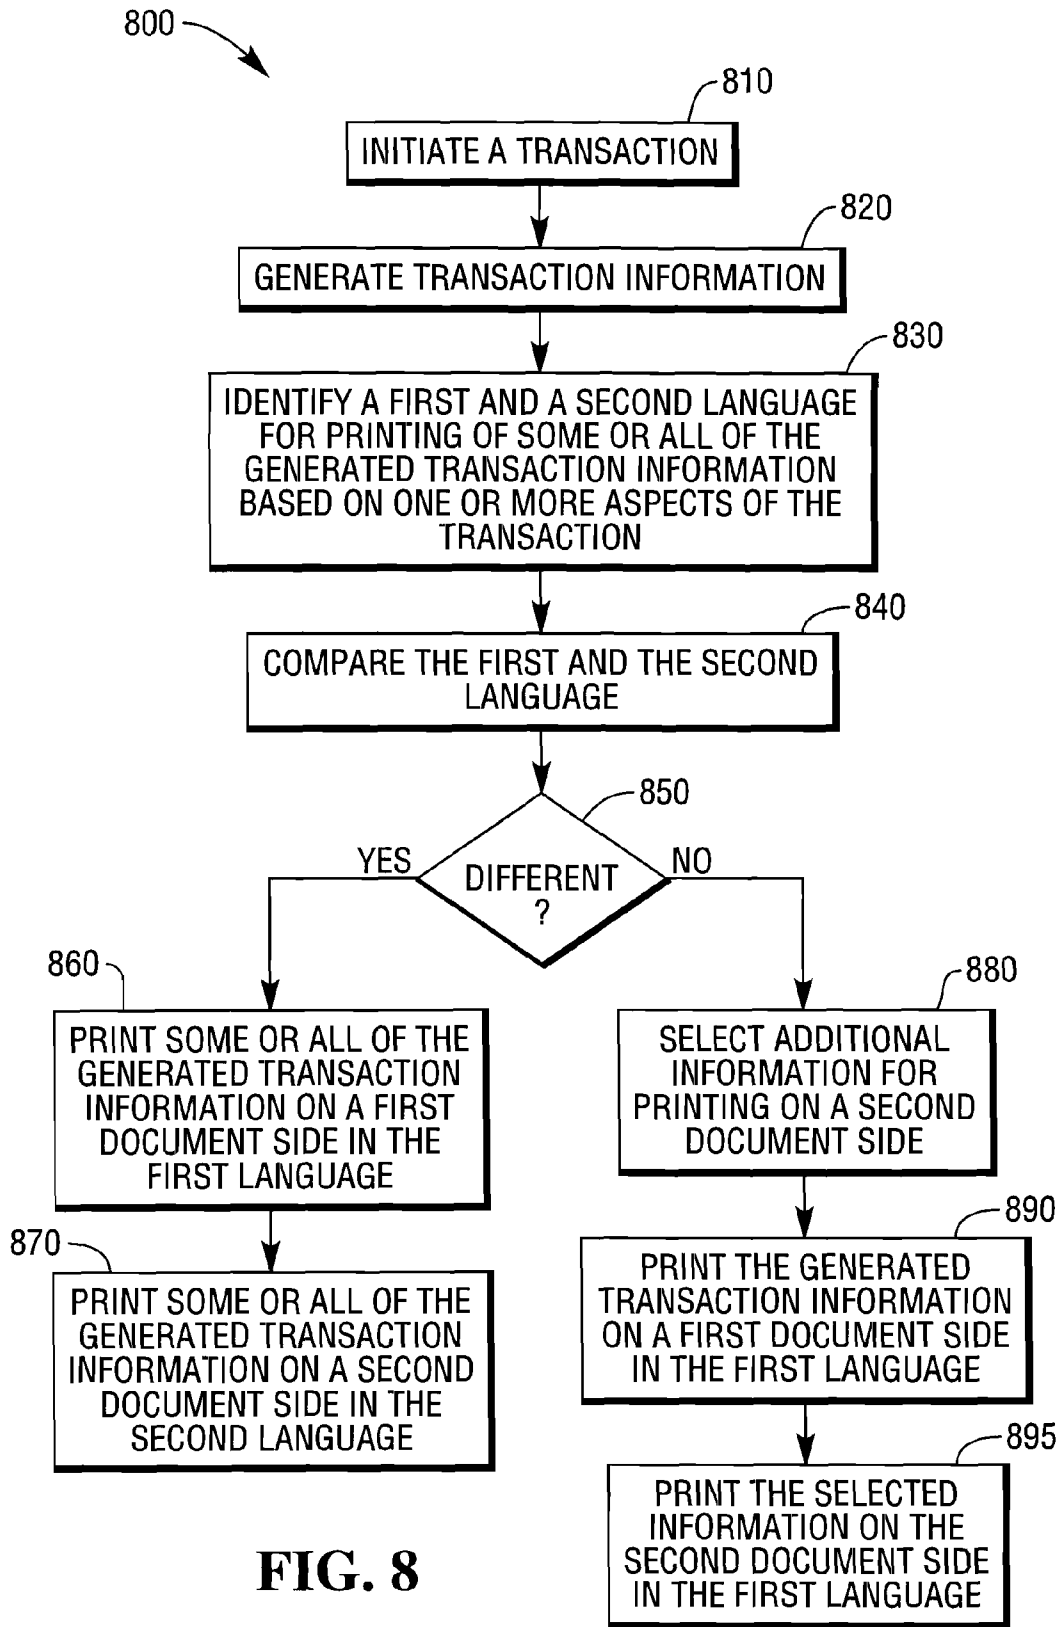 800
810
INITIATE A TRANSACTION
820
GENERATE TRANSACTION INFORMATION
830
IDENTIFY A FIRST AND A SECOND LANGUAGE
FOR PRINTING OF SOME OR ALL OF THE
GENERATED TRANSACTION INFORMATION
BASED ON ONE OR MORE ASPECTS OF THE
TRANSACTION
840
COMPARE THE FIRST AND THE SECOND
LANGUAGE
850
DIFFERENT
?
YES
NO
860
PRINT SOME OR ALL OF THE
GENERATED TRANSACTION
INFORMATION ON A FIRST
DOCUMENT SIDE IN THE
FIRST LANGUAGE
870
PRINT SOME OR ALL OF THE
GENERATED TRANSACTION
INFORMATION ON A SECOND
DOCUMENT SIDE IN THE
SECOND LANGUAGE
880
SELECT ADDITIONAL
INFORMATION FOR
PRINTING ON A SECOND
DOCUMENT SIDE
890
PRINT THE GENERATED
TRANSACTION INFORMATION
ON A FIRST DOCUMENT SIDE
IN THE FIRST LANGUAGE
895
PRINT THE SELECTED
INFORMATION ON THE
SECOND DOCUMENT SIDE
IN THE FIRST LANGUAGE
FIG. 8